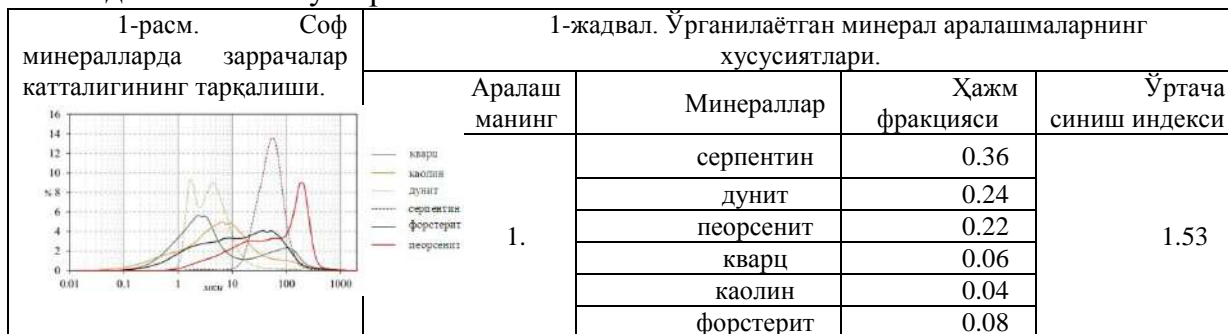 1-расм. Соф
минералларда заррачалар
катталигининг тарқалиши.
16
14
12
10
8
6
4
2
0
%
0.01 0.1 1 10 100 1000
кварц
каолин
дунит
серпентин
форстерит
пеорсенит
1-жадвал. Ўрганилаётган минерал аралашмаларнинг
хусусиятлари.
Аралаш
манинг
Минераллар
Ҳажм
фракцияси
Ўртача
синиш индекси
1.
серпентин 0.36
дунит 0.24
пеорсенит 0.22
кварц 0.06
каолин 0.04
форстерит 0.08
1.53